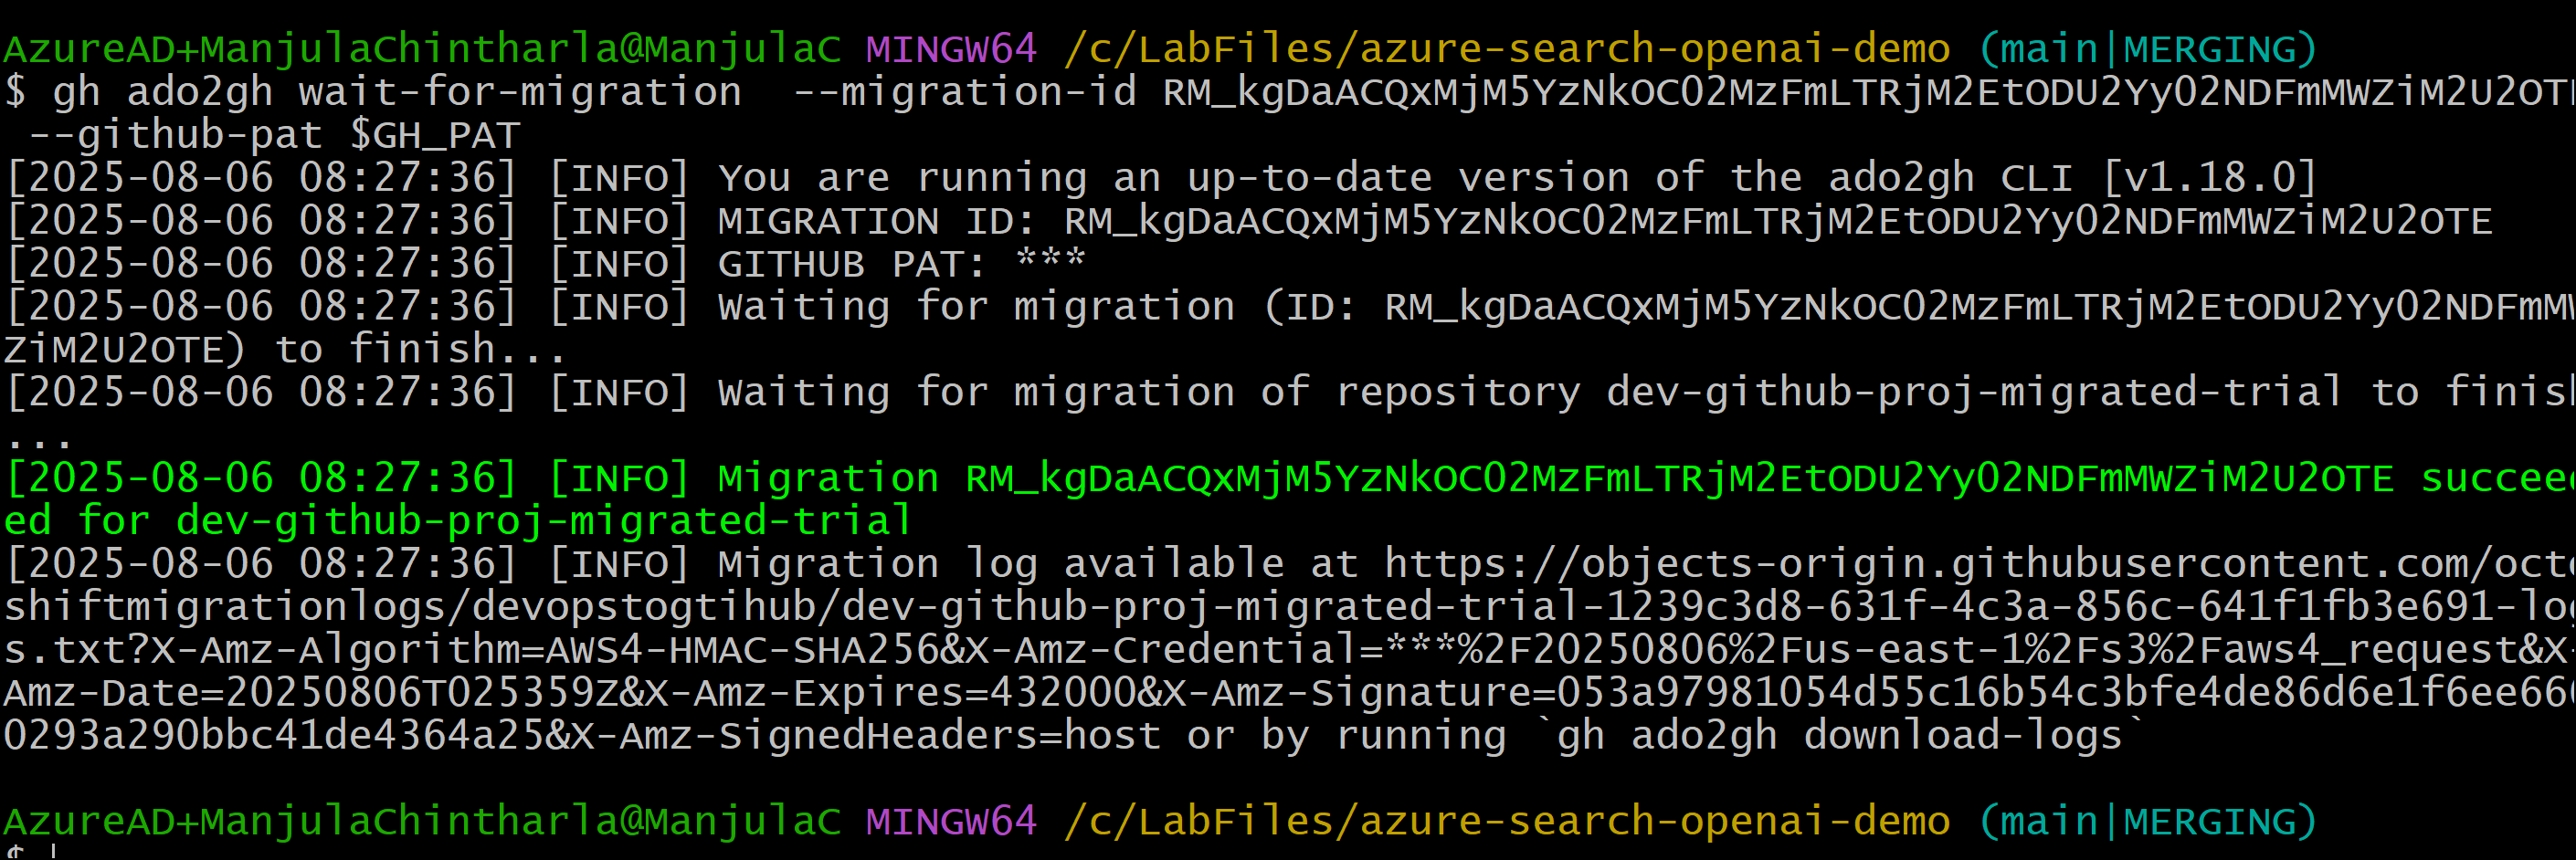 AzureAD+ManjulaChintharla@ManjulaC MINGW64 /c/LabFiles/azure-search-openai-demo (main|MERGING)
$ gh ado2gh wait-for-migration  --migration-id RM_kgDaACQxMjM5YzNkOC02MzFmLTRjM2EtODU2Yy02NDFmMWZiM2U2OTE
 --github-pat $GH_PAT
[2025-08-06 08:27:36] [INFO] You are running an up-to-date version of the ado2gh CLI [v1.18.0]
[2025-08-06 08:27:36] [INFO] MIGRATION ID: RM_kgDaACQxMjM5YzNkOC02MzFmLTRjM2EtODU2Yy02NDFmMWZiM2U2OTE
[2025-08-06 08:27:36] [INFO] GITHUB PAT: ***
[2025-08-06 08:27:36] [INFO] Waiting for migration (ID: RM_kgDaACQxMjM5YzNkOC02MzFmLTRjM2EtODU2Yy02NDFmMW
ZiM2U2OTE) to finish...
[2025-08-06 08:27:36] [INFO] Waiting for migration of repository dev-github-proj-migrated-trial to finish
...
[2025-08-06 08:27:36] [INFO] Migration RM_kgDaACQxMjM5YzNkOC02MzFmLTRjM2EtODU2Yy02NDFmMWZiM2U2OTE succeed
ed for dev-github-proj-migrated-trial
[2025-08-06 08:27:36] [INFO] Migration log available at https://objects-origin.githubusercontent.com/octo
shiftmigrationlogs/devopstogtihub/dev-github-proj-migrated-trial-1239c3d8-631f-4c3a-856c-641f1fb3e691-log
s.txt?X-Amz-Algorithm=AWS4-HMAC-SHA256&X-Amz-Credential=***%2F20250806%2Fus-east-1%2Fs3%2Faws4_request&X-
Amz-Date=20250806T025359Z&X-Amz-Expires=432000&X-Amz-Signature=053a97981054d55c16b54c3bfe4de86d6e1f6ee666
0293a290bbc41de4364a25&X-Amz-SignedHeaders=host or by running `gh ado2gh download-logs`
AzureAD+ManjulaChintharla@ManjulaC MINGW64 /c/LabFiles/azure-search-openai-demo (main|MERGING)
$